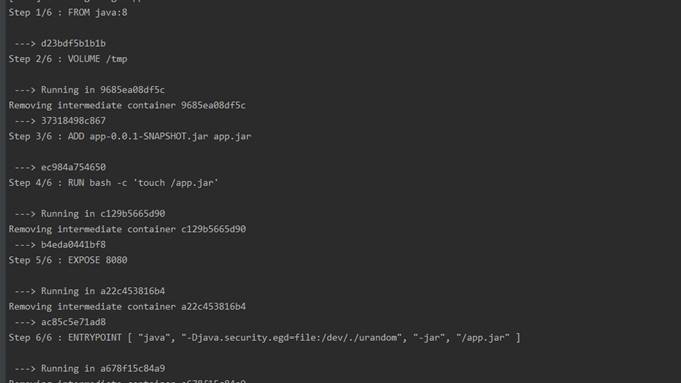 Step 1/6 : FROM java:8
---> d23bdf5b1b1b
Step 2/6 : VOLUME /tmp
---> Running in 9685ea08df5c
Removing intermediate container 9685ea08df5c
---> 37318498c867
Step 3/6 : ADD app-0.0.1-SNAPSHOT.jar app.jar
---> ec984a754650
Step 4/6 : RUN bash -c 'touch /app.jar'
---> Running in c129b5665d90
Removing intermediate container c129b5665d90
---> b4eda0441bf8
Step 5/6 : EXPOSE 8080
---> Running in a22c453816b4
Removing intermediate container a22c453816b4
---> ac85c5e71ad8
Step 6/6 : ENTRYPOINT [ "java", "-Djava.security.egd=file:/dev/./urandom", "-jar", "/app.jar" ]
---> Running in a678f15c84a9
Removing intermediate container a678f15c84a9